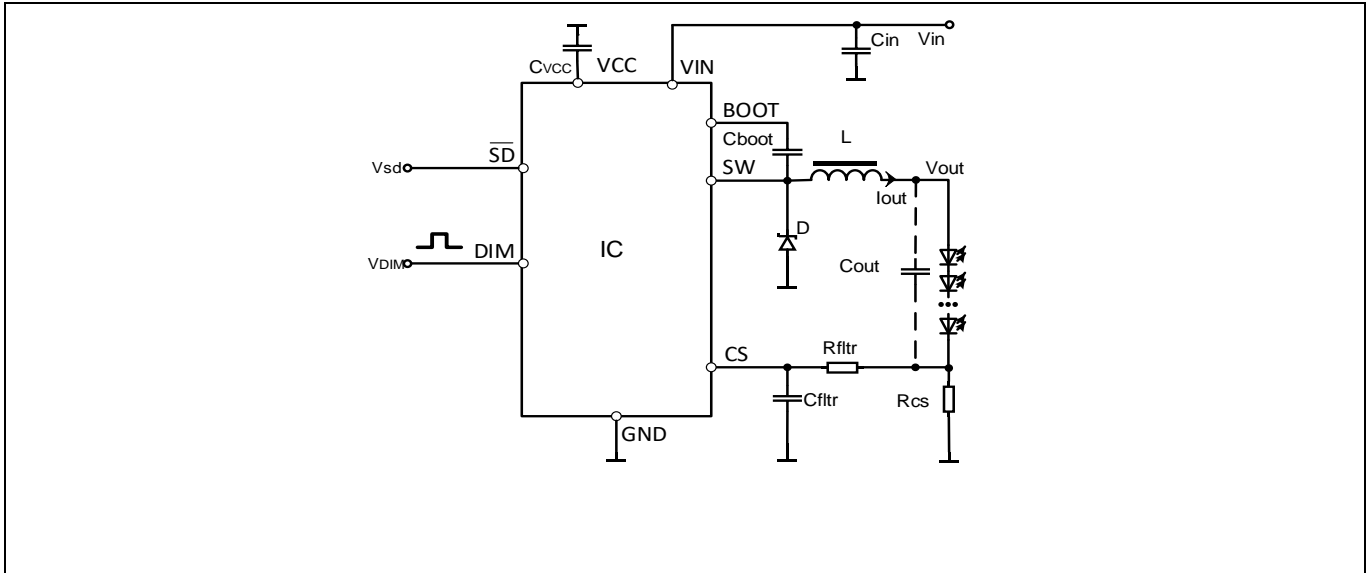 Cin
Vin
CVCC
VCC
VIN
BOOT
Cboot
L
SD
Vsd
SW
Vout
Iout
D
DIM
VDIM
IC
Cout
CS
Rfltr
Cfltr
Rcs
GND